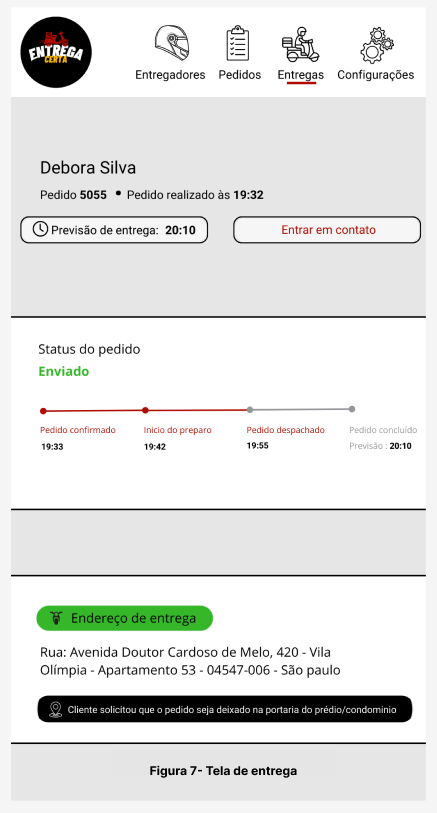 ENTREGA
CERTA
Entregadores Pedidos Entregas Configurações
Debora Silva
Pedido 5055 • Pedido realizado às 19:32
Previsão de entrega: 20:10
Entrar em contato
Status do pedido
Enviado
Pedido confirmado Inicio do preparo Pedido despachado Pedido concluído
19:33 19:42 19:55 Previsão : 20:10
Endereço de entrega
Rua: Avenida Doutor Cardoso de Melo, 420 - Vila
Olímpia - Apartamento 53 - 04547-006 - São paulo
Cliente solicitou que o pedido seja deixado na portaria do prédio/condominio
Figura 7- Tela de entrega